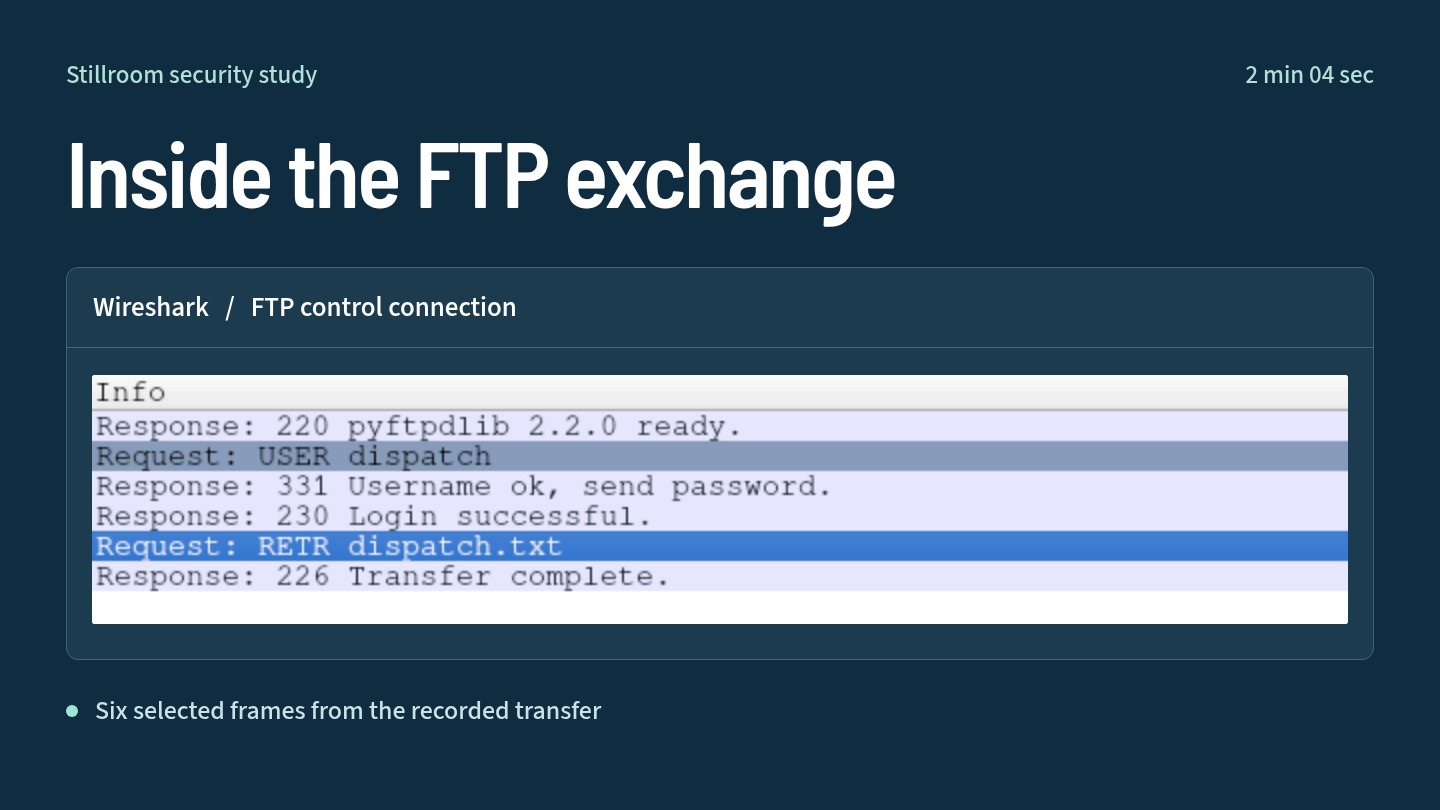 Stillroom security study
2 min 04 sec
Inside the FTP exchange
Wireshark / FTP control connection
Info
Response: 220 pyftpdlib 2.2.0 ready.
Request: USER dispatch
Response: 331 Username ok, send password.
Response: 230 Login successful.
Request: RETR dispatch.txt
Response: 226 Transfer complete.
Six selected frames from the recorded transfer